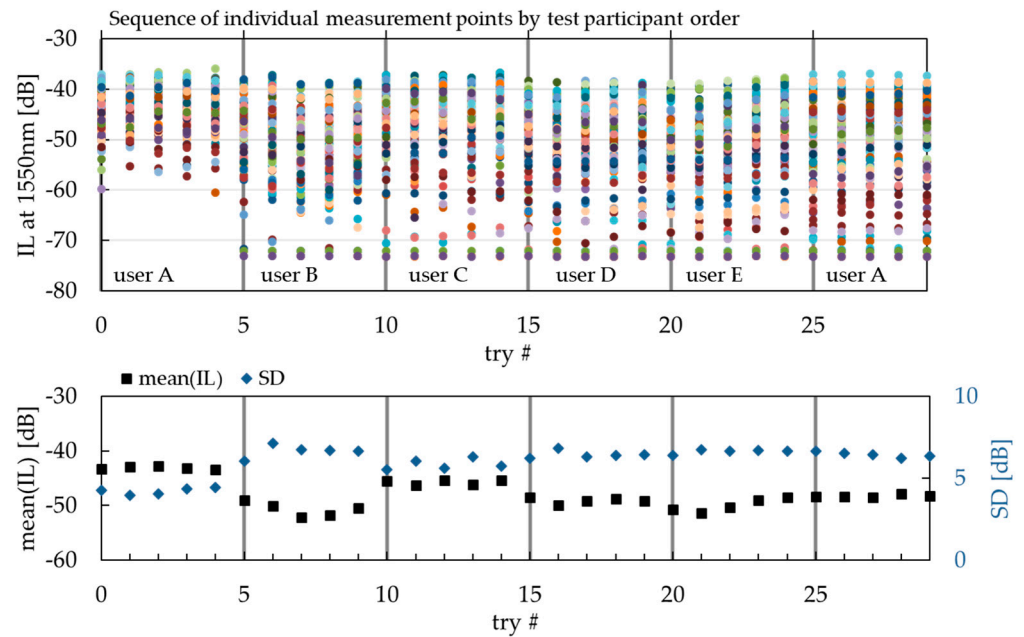 Sequence of individual measurement points by test participant order
IL at 1550nm [dB]
-30
-40
-50
-60
-70
-80
user A
user B
user C
user D
user E
user A
0
5
10
15
20
25
try #
mean(IL)
SD
mean(IL) [dB]
-30
-40
-50
-60
10
5
0
SD [dB]
0
5
10
15
20
25
try #